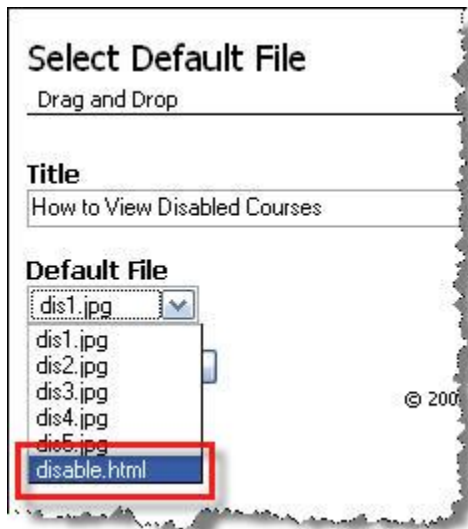 Select Default File
Drag and Drop
Title
How to View Disabled Courses
Default File
dis1.jpg
dis1.jpg
dis2.jpg
dis3.jpg
© 200
dis4.jpg
dis5.jpg
disable.html